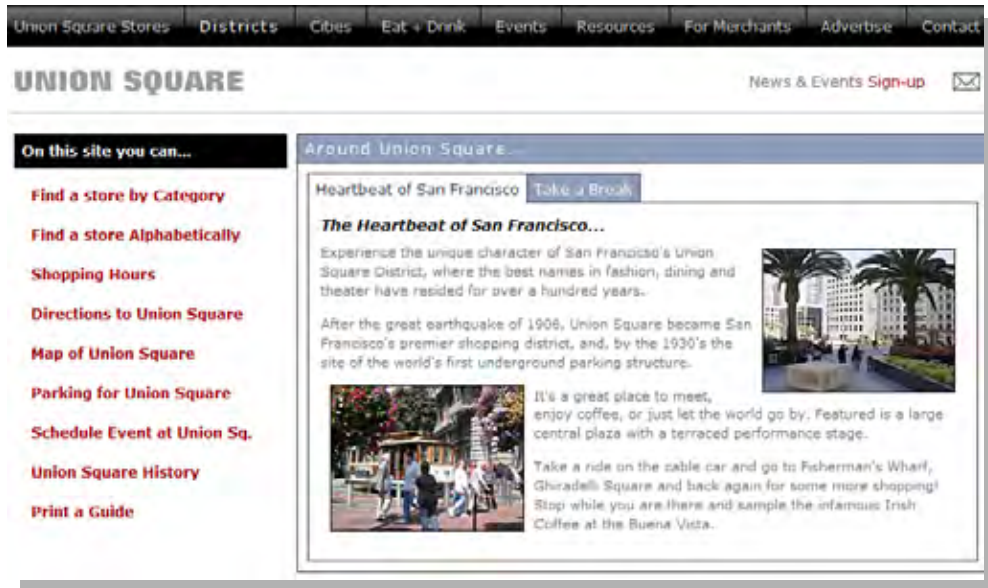 Union Square Stores Districts Cities Eat + Drink Events Resources For Merchants Advertise Contact
UNION SQUARE
News & Events Sign-up
On this site you can...
Find a store by Category
Find a store Alphabetically
Shopping Hours
Directions to Union Square
Map of Union Square
Parking for Union Square
Schedule Event at Union Sq.
Union Square History
Print a Guide
Around Union Square...
Heartbeat of San Francisco Take a Break
The Heartbeat of San Francisco...
Experience the unique character of San Francicso's Union
Square District, where the best names in fashion, dining and
theater have resided for over a hundred years.
After the great earthquake of 1906, Union Square became San
Francisco's premier shopping district, and, by the 1930's the
site of the world's first underground parking structure.
It's a great place to meet,
enjoy coffee, or just let the world go by. Featured is a large
central plaza with a terraced performance stage.
Take a ride on the cable car and go to Fisherman's Wharf,
Ghiradelli Square and back again for some more shopping!
Stop while you are there and sample the infamous Irish
Coffee at the Buena Vista.